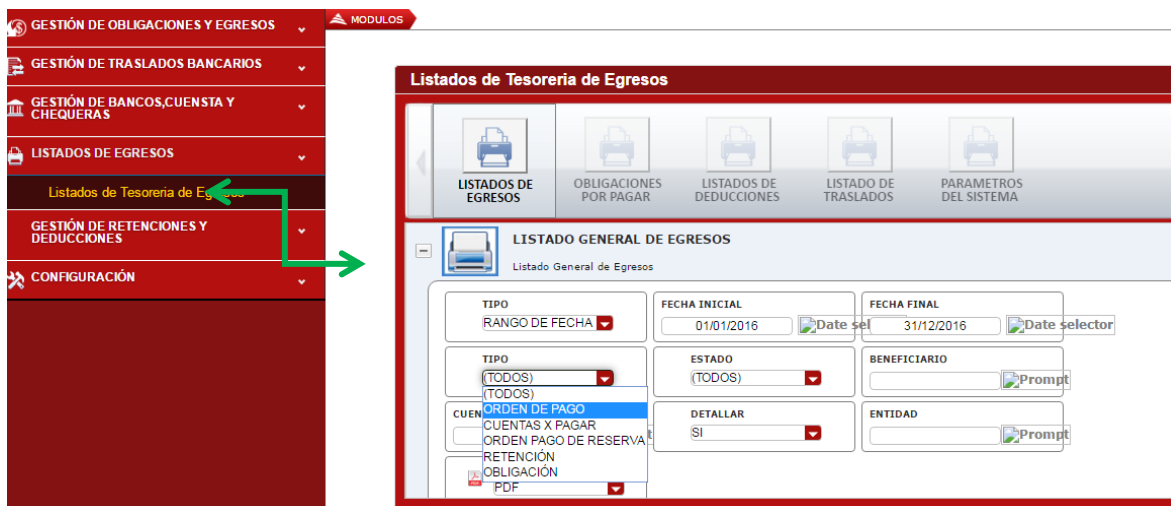 GESTIÓN DE OBLIGACIONES Y EGRESOS
GESTIÓN DE TRASLADOS BANCARIOS
GESTIÓN DE BANCOS,CUENSTA Y
CHEQUERAS
LISTADOS DE EGRESOS
Listados de Tesoreria de Egresos
GESTIÓN DE RETENCIONES Y
DEDUCCIONES
CONFIGURACIÓN
MODULOS
Listados de Tesoreria de Egresos
LISTADOS DE
EGRESOS
OBLIGACIONES
POR PAGAR
LISTADOS DE
DEDUCCIONES
LISTADO DE
TRASLADOS
PARAMETROS
DEL SISTEMA
LISTADO GENERAL DE EGRESOS
Listado General de Egresos
TIPO
RANGO DE FECHA
FECHA INICIAL
01/01/2016
Date sel
FECHA FINAL
31/12/2016
Date selector
TIPO
(TODOS)
(TODOS)
ORDEN DE PAGO
CUENTAS X PAGAR
ORDEN PAGO DE RESERVA
RETENCIÓN
OBLIGACIÓN
ESTADO
(TODOS)
BENEFICIARIO
Prompt
CUEN
t
DETALLAR
SI
ENTIDAD
Prompt
PDF